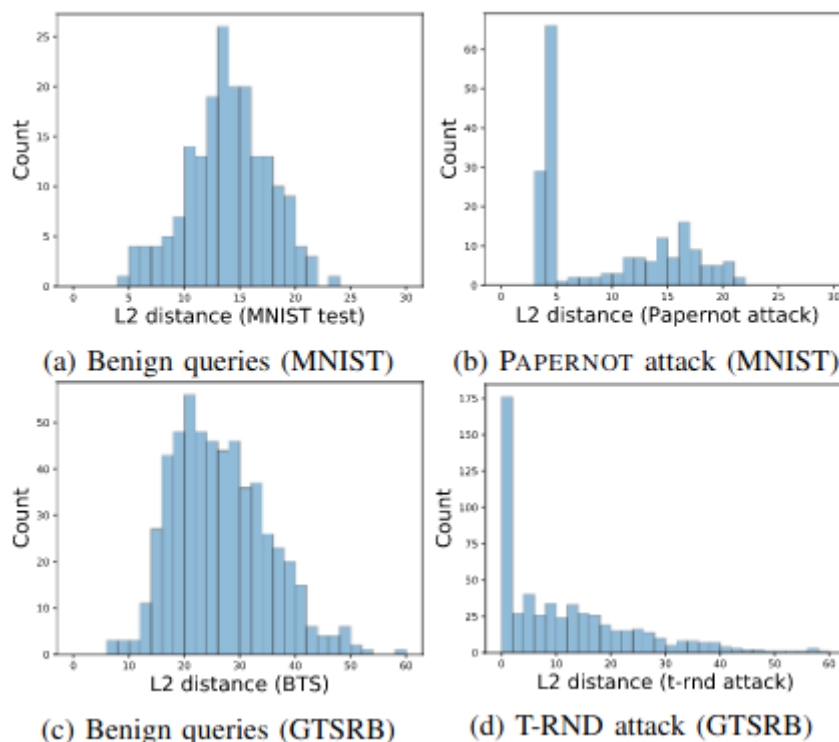 25
20
15
10
5
0
Count
0 5 10 15 20 25 30
L2 distance (MNIST test)
(a) Benign queries (MNIST)
60
50
40
30
20
10
0
Count
0 5 10 15 20 25 30
L2 distance (Papernot attack)
(b) PAPERNOT attack (MNIST)
50
40
30
20
10
0
Count
0 10 20 30 40 50 60
L2 distance (BTS)
(c) Benign queries (GTSRB)
175
150
125
100
75
50
25
0
Count
0 10 20 30 40 50 60
L2 distance (t-rnd attack)
(d) T-RND attack (GTSRB)